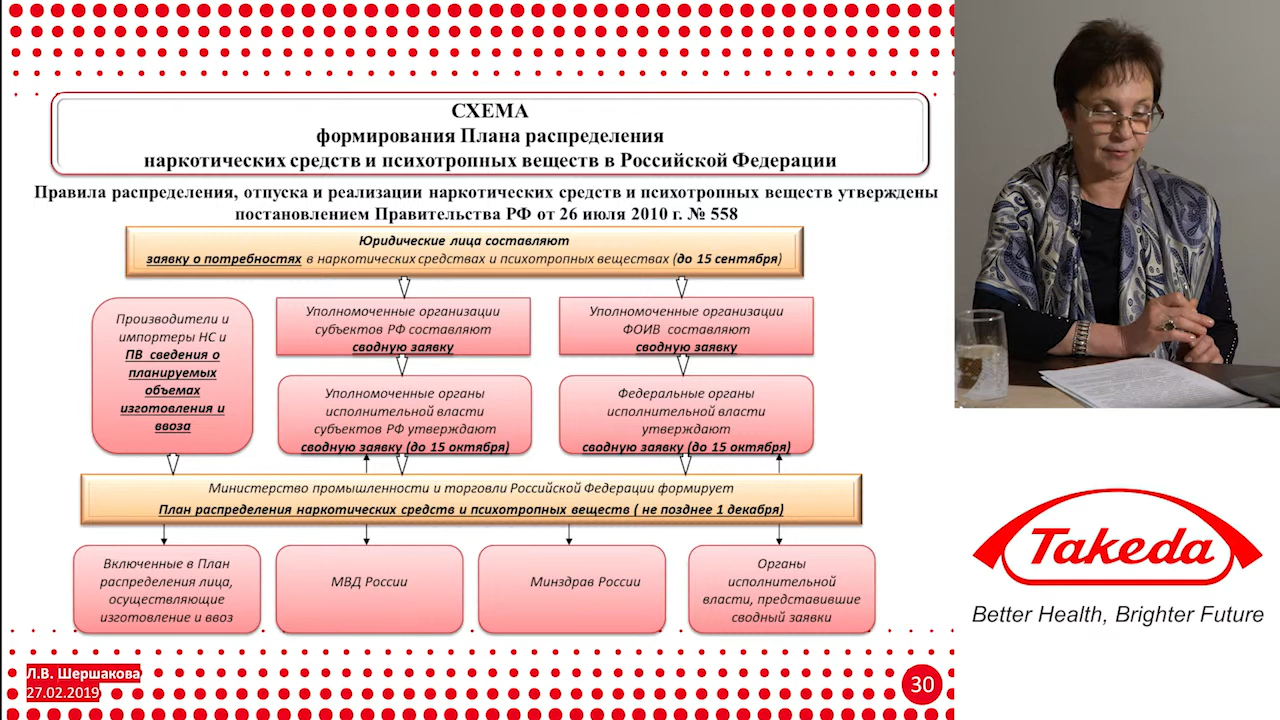 СХЕМА
формирования Плана распределения
наркотических средств и психотропных веществ в Российской Федерации
Правила распределения, отпуска и реализации наркотических средств и психотропных веществ утверждены
постановлением Правительства РФ от 26 июля 2010 г. № 558
Юридические лица составляют
заявку о потребностях в наркотических средствах и психотропных веществах (до 15 сентября)
Производители и
импортеры НС и
ПВ сведения о
планируемых
объемах
изготовления и
ввоза
Уполномоченные организации
субъектов РФ составляют
сводную заявку
Уполномоченные организации
ФОИВ составляют
сводную заявку
Уполномоченные органы
исполнительной власти
субъектов РФ утверждают
сводную заявку (до 15 октября)
Федеральные органы
исполнительной власти
утверждают
сводную заявку (до 15 октября)
Министерство промышленности и торговли Российской Федерации формирует
План распределения наркотических средств и психотропных веществ ( не позднее 1 декабря)
Включенные в План
распределения лица,
осуществляющие
изготовление и ввоз
МВД России
Минздрав России
Органы
исполнительной
власти, представившие
сводный заявки
Л.В. Шершакова
27.02.2019
30
Takeda
Better Health, Brighter Future